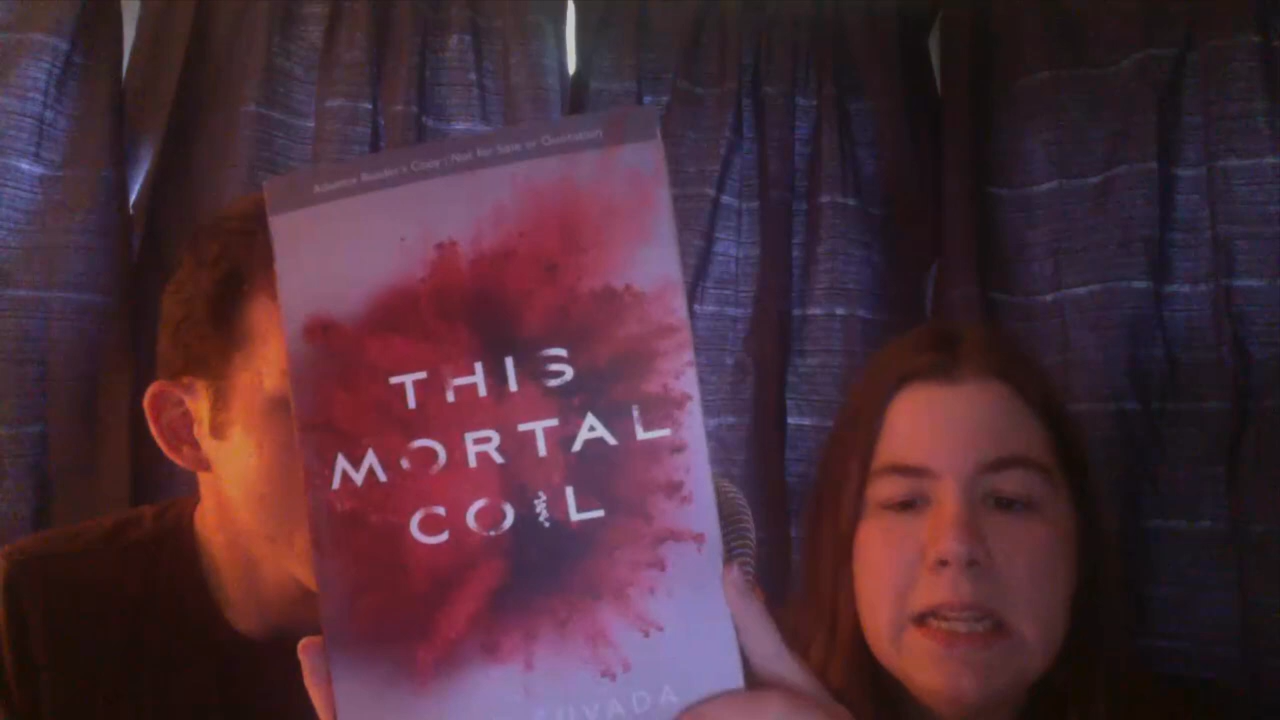 Advance Reader's Copy | Not for Sale or Quotation
THIS
MORTAL
COIL
SUVADA